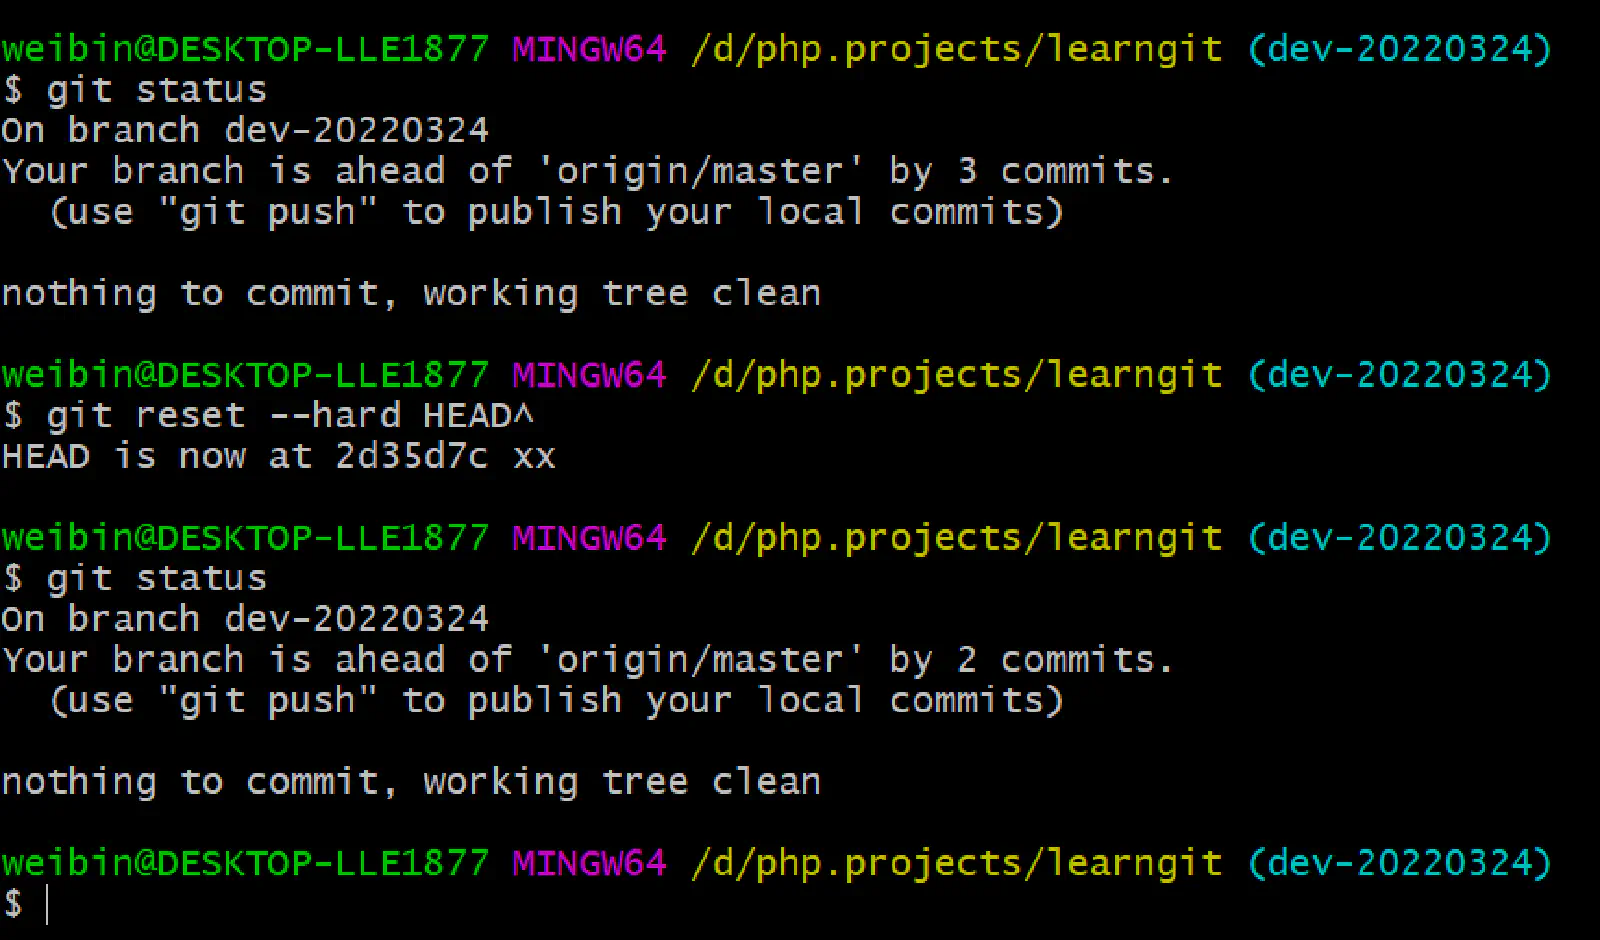 weibin@DESKTOP-LLE1877 MINGW64 /d/php.projects/learngit (dev-20220324)
$ git status
On branch dev-20220324
Your branch is ahead of 'origin/master' by 3 commits.
  (use "git push" to publish your local commits)

nothing to commit, working tree clean

weibin@DESKTOP-LLE1877 MINGW64 /d/php.projects/learngit (dev-20220324)
$ git reset --hard HEAD^
HEAD is now at 2d35d7c xx

weibin@DESKTOP-LLE1877 MINGW64 /d/php.projects/learngit (dev-20220324)
$ git status
On branch dev-20220324
Your branch is ahead of 'origin/master' by 2 commits.
  (use "git push" to publish your local commits)

nothing to commit, working tree clean

weibin@DESKTOP-LLE1877 MINGW64 /d/php.projects/learngit (dev-20220324)
$